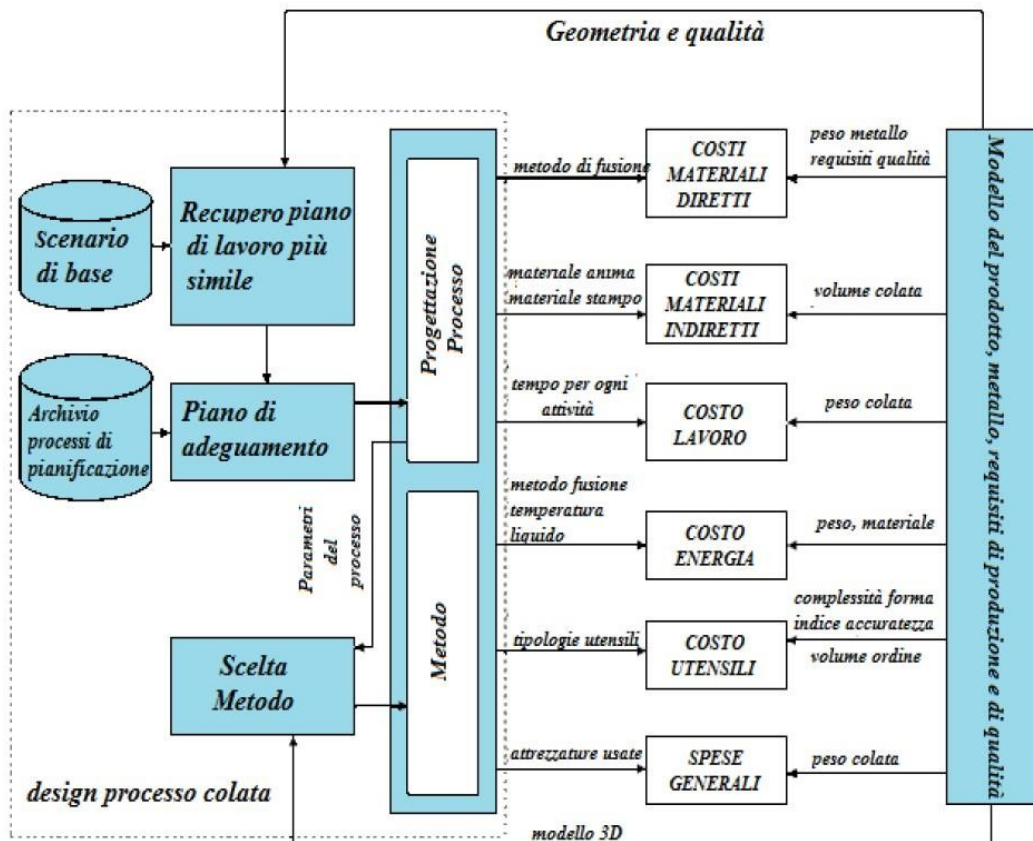 Geometria e qualità
Scenario
di base
Recupero piano
di lavoro più
simile
Archivio
processi di
pianificazione
Piano di
adeguamento
Parametri
del
processo
Scelta
Metodo
design processo colata
Progettazione
Processo
Metodo
metodo di fusione
materiale anima
materiale stampo
tempo per ogni
attività
metodo fusione
temperatura
liquido
tipologie utensili
attrezzature usate
modello 3D
COSTI
MATERIALI
DIRETTI
COSTI
MATERIALI
INDIRETTI
COSTO
LAVORO
COSTO
ENERGIA
COSTO
UTENSILI
SPESE
GENERALI
peso metallo
requisiti qualità
volume colata
peso colata
peso, materiale
complessità forma
indice accuratezza
volume ordine
peso colata
Modello del prodotto, metallo, requisiti di produzione e di qualità